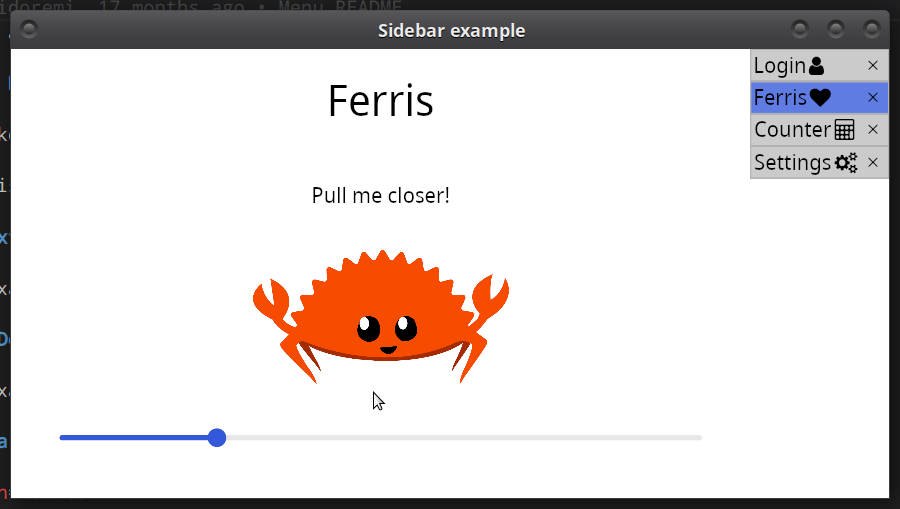 idoremi, 17 months ago • Menu README
Sidebar example
Login ×
Ferris ×
Counter ×
Settings ×
Ferris
Pull me closer!